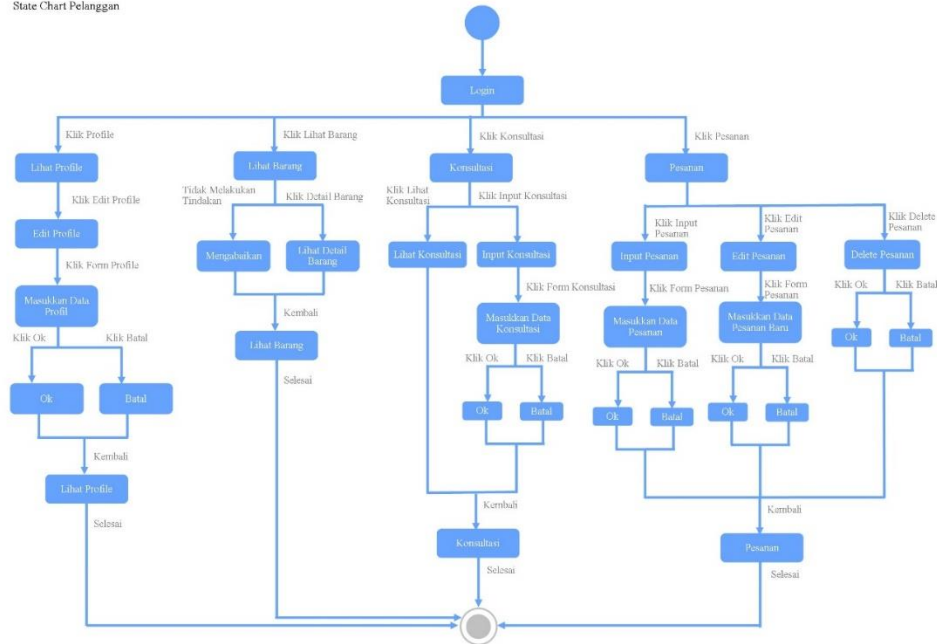 State Chart Pelanggan
Login
Klik Profile
Klik Lihat Barang
Klik Konsultasi
Klik Pesanan
Lihat Profile
Lihat Barang
Konsultasi
Pesanan
Klik Edit Profile
Tidak Melakukan
Tindakan
Klik Detail Barang
Klik Lihat
Konsultasi
Klik Input Konsultasi
Klik Input
Pesanan
Klik Edit
Pesanan
Klik Delete
Pesanan
Edit Profile
Mengabaikan
Lihat Detail
Barang
Lihat Konsultasi
Input Konsultasi
Input Pesanan
Edit Pesanan
Delete Pesanan
Klik Form Profile
Klik Form Konsultasi
Klik Form Pesanan
Klik Form
Pesanan
Klik Ok
Klik Batal
Masukkan Data
Profil
Kembali
Masukkan Data
Konsultasi
Masukkan Data
Pesanan
Masukkan Data
Pesanan Baru
Ok
Batal
Klik Ok
Klik Batal
Lihat Barang
Klik Ok
Klik Batal
Klik Ok
Klik Batal
Klik Ok
Klik Batal
Selesai
Ok
Batal
Ok
Batal
Ok
Batal
Ok
Batal
Kembali
Lihat Profile
Kembali
Kembali
Selesai
Konsultasi
Pesanan
Selesai
Selesai